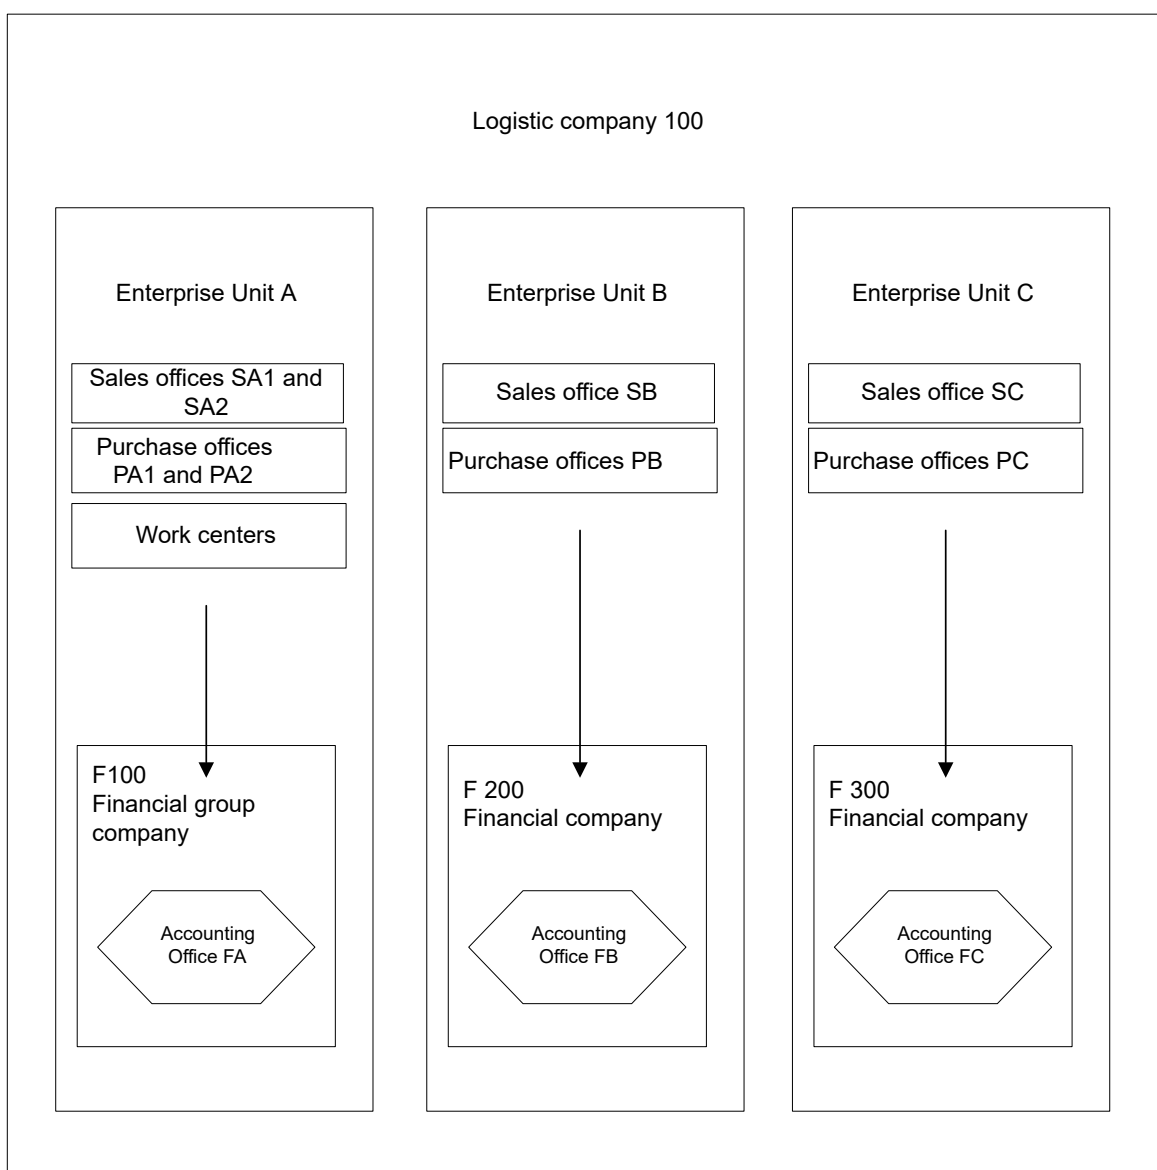 Logistic company 100
Enterprise Unit A
Sales offices SA1 and
SA2
Purchase offices
PA1 and PA2
Work centers
F100
Financial group
company
Accounting
Office FA
Enterprise Unit B
Sales office SB
Purchase offices PB
F 200
Financial company
Accounting
Office FB
Enterprise Unit C
Sales office SC
Purchase offices PC
F 300
Financial company
Accounting
Office FC